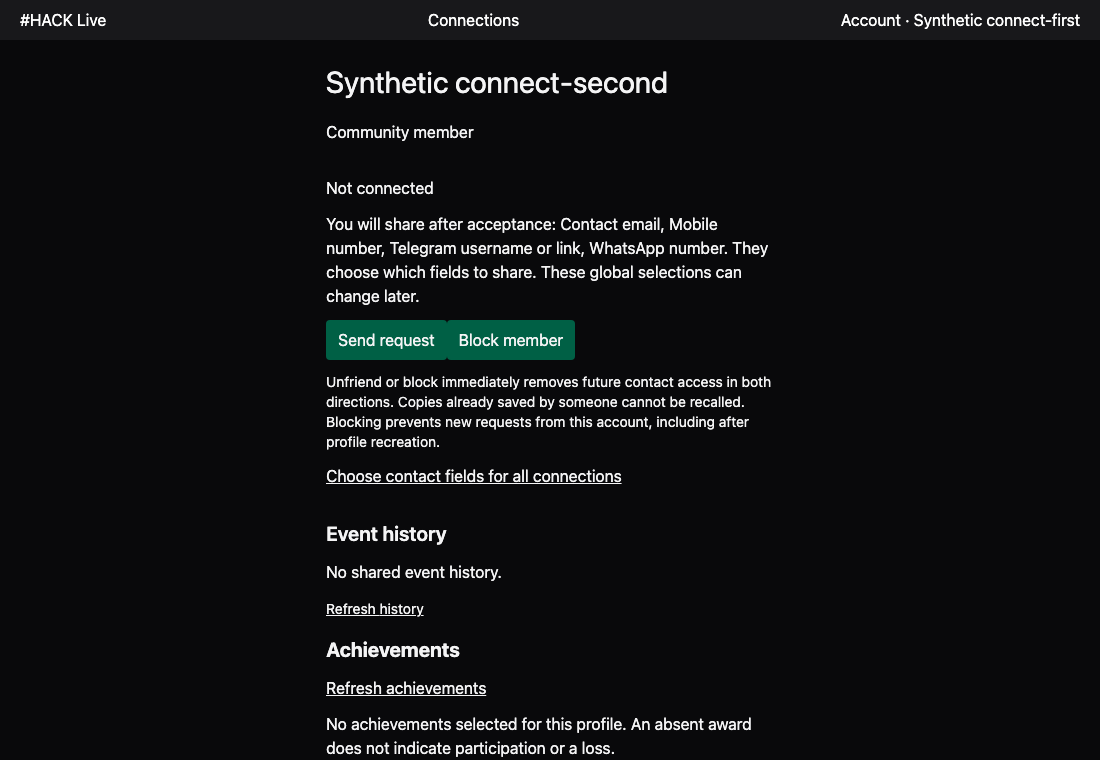 #HACK Live
Connections
Account · Synthetic connect-first
Synthetic connect-second
Community member
Not connected
You will share after acceptance: Contact email, Mobile
number, Telegram username or link, WhatsApp number. They
choose which fields to share. These global selections can
change later.
Send request
Block member
Unfriend or block immediately removes future contact access in both
directions. Copies already saved by someone cannot be recalled.
Blocking prevents new requests from this account, including after
profile recreation.
Choose contact fields for all connections
Event history
No shared event history.
Refresh history
Achievements
Refresh achievements
No achievements selected for this profile. An absent award
does not indicate participation or a loss.